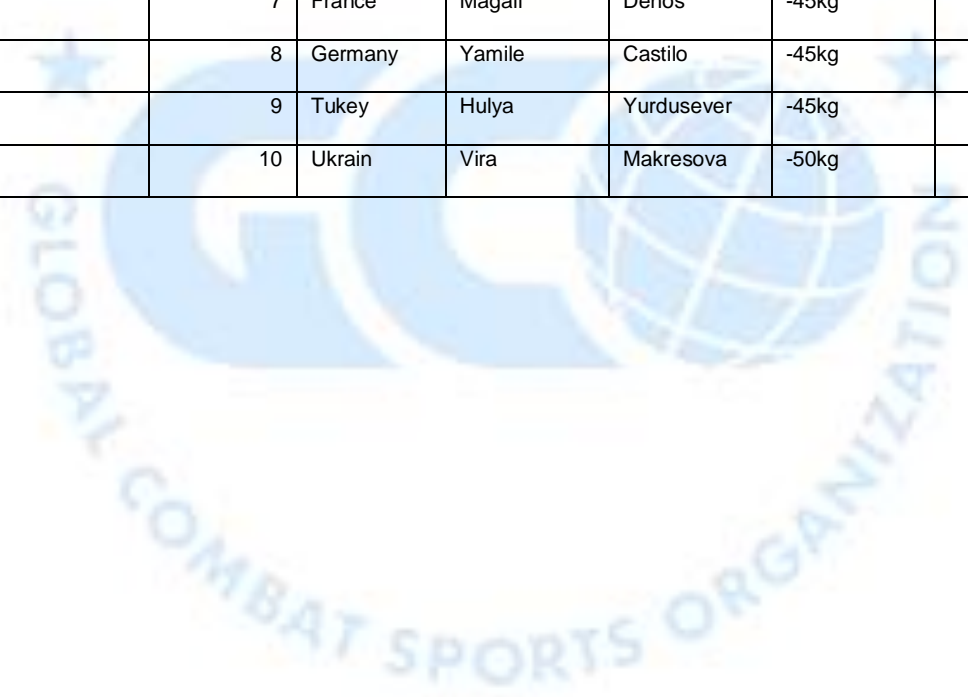 7 France Magali Denos -45kg
8 Germany Yamile Castilo -45kg
9 Tukey Hulya Yurdusever -45kg
10 Ukrain Vira Makresova -50kg
GCO
GLOBAL COMBAT SPORTS ORGANIZATION